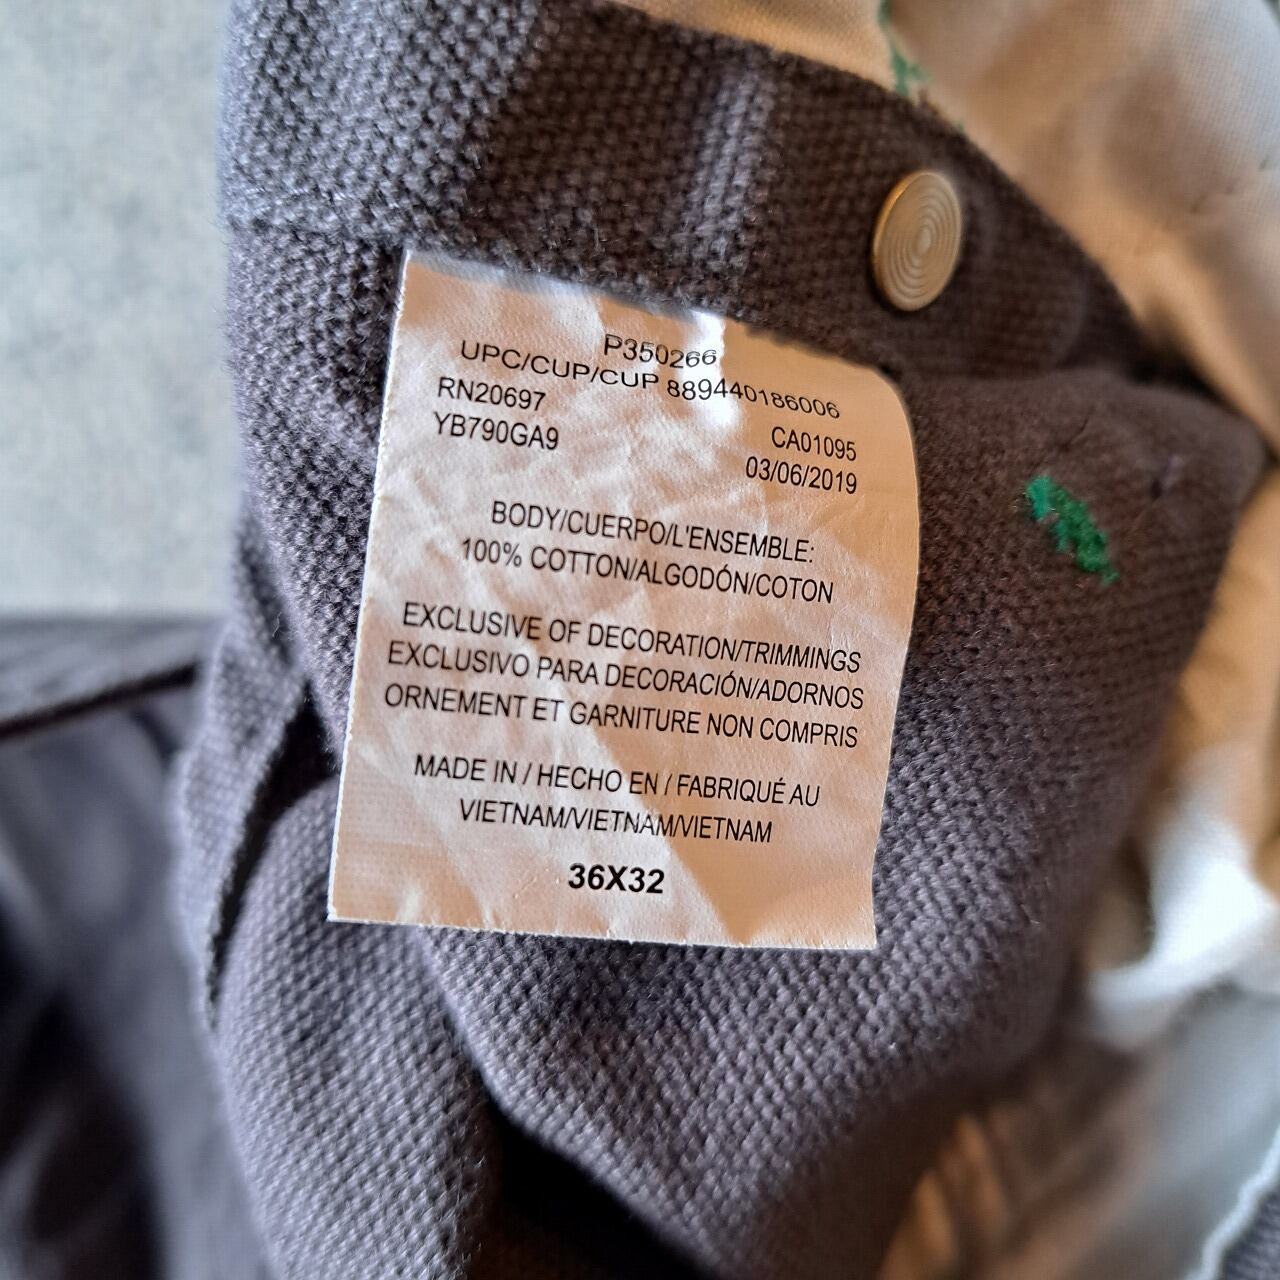 P350266
UPC/CUP/CUP 889440186006
RN20697
CA01095
YB790GA9
03/06/2019
BODY/CUERPO/L'ENSEMBLE:
100% COTTON/ALGODÓN/COTON
EXCLUSIVE OF DECORATION/TRIMMINGS
EXCLUSIVO PARA DECORACIÓN/ADORNOS
ORNEMENT ET GARNITURE NON COMPRIS
MADE IN / HECHO EN / FABRIQUÉ AU
VIETNAM/VIETNAM/VIETNAM
36X32